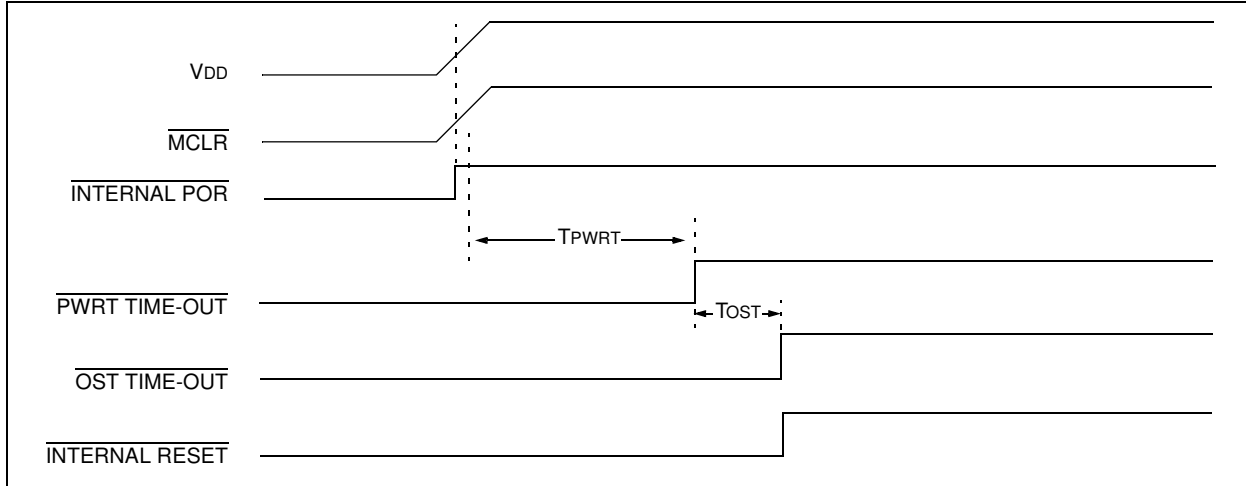 VDD
MCLR
INTERNAL POR
TPWRT
PWRT TIME-OUT
TOST
OST TIME-OUT
INTERNAL RESET